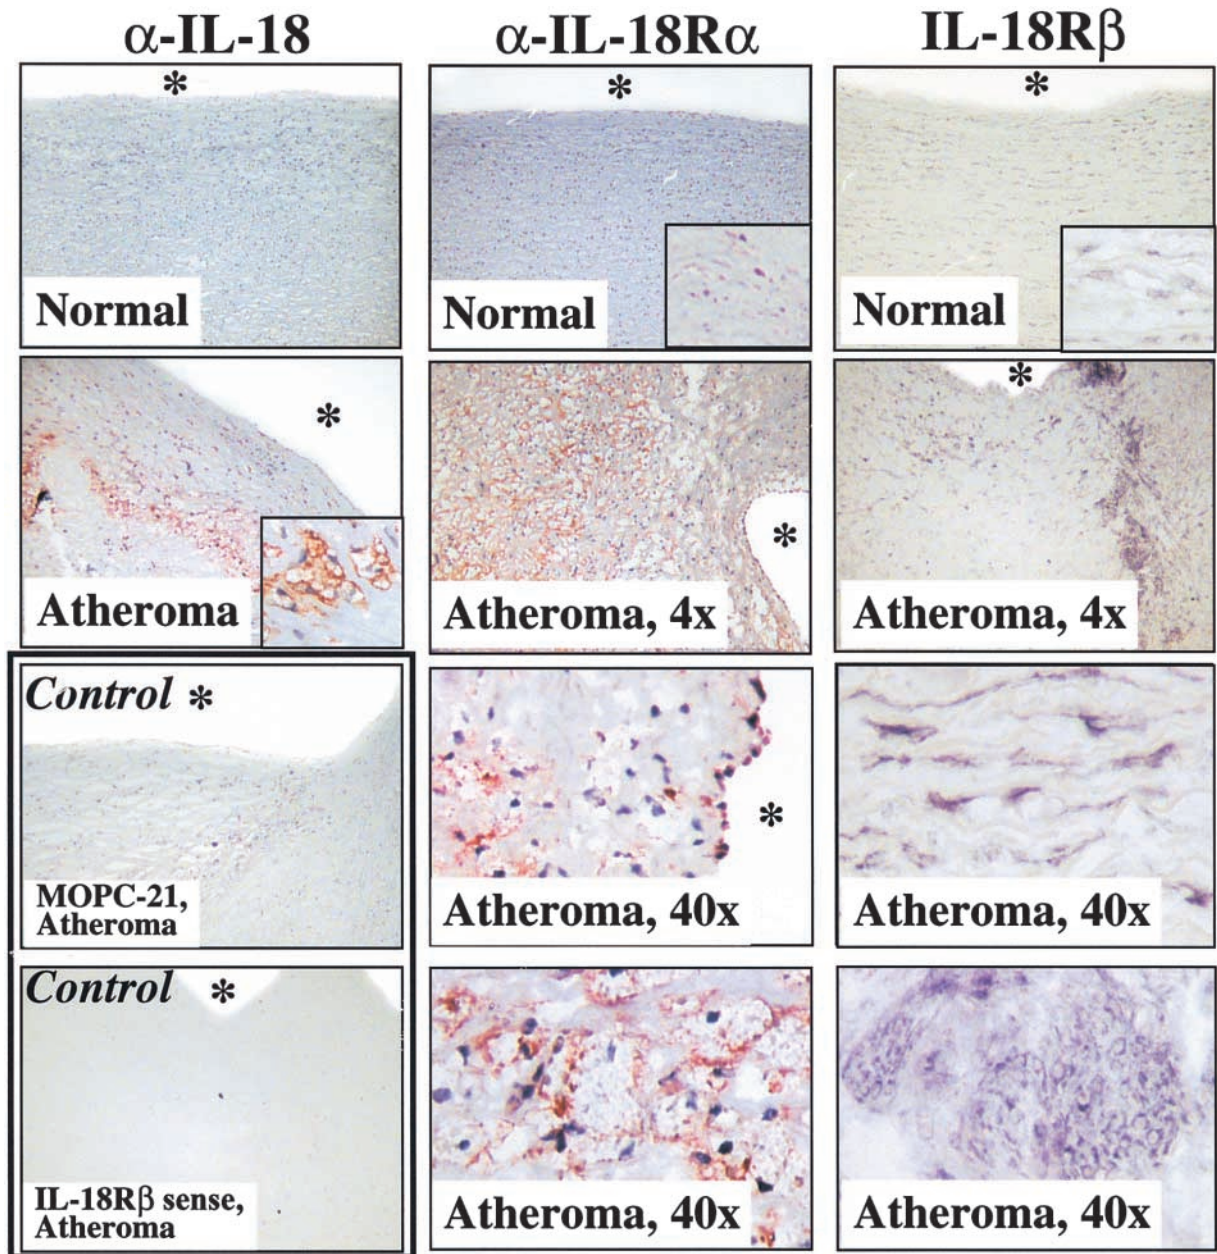 α-IL-18
α-IL-18Rα
IL-18Rβ
*
*
*
Normal
Normal
Normal
*
*
*
Atheroma
Atheroma, 4x
Atheroma, 4x
Control *
MOPC-21,
Atheroma
*
Atheroma, 40x
Atheroma, 40x
Control *
IL-18Rβ sense,
Atheroma
Atheroma, 40x
Atheroma, 40x